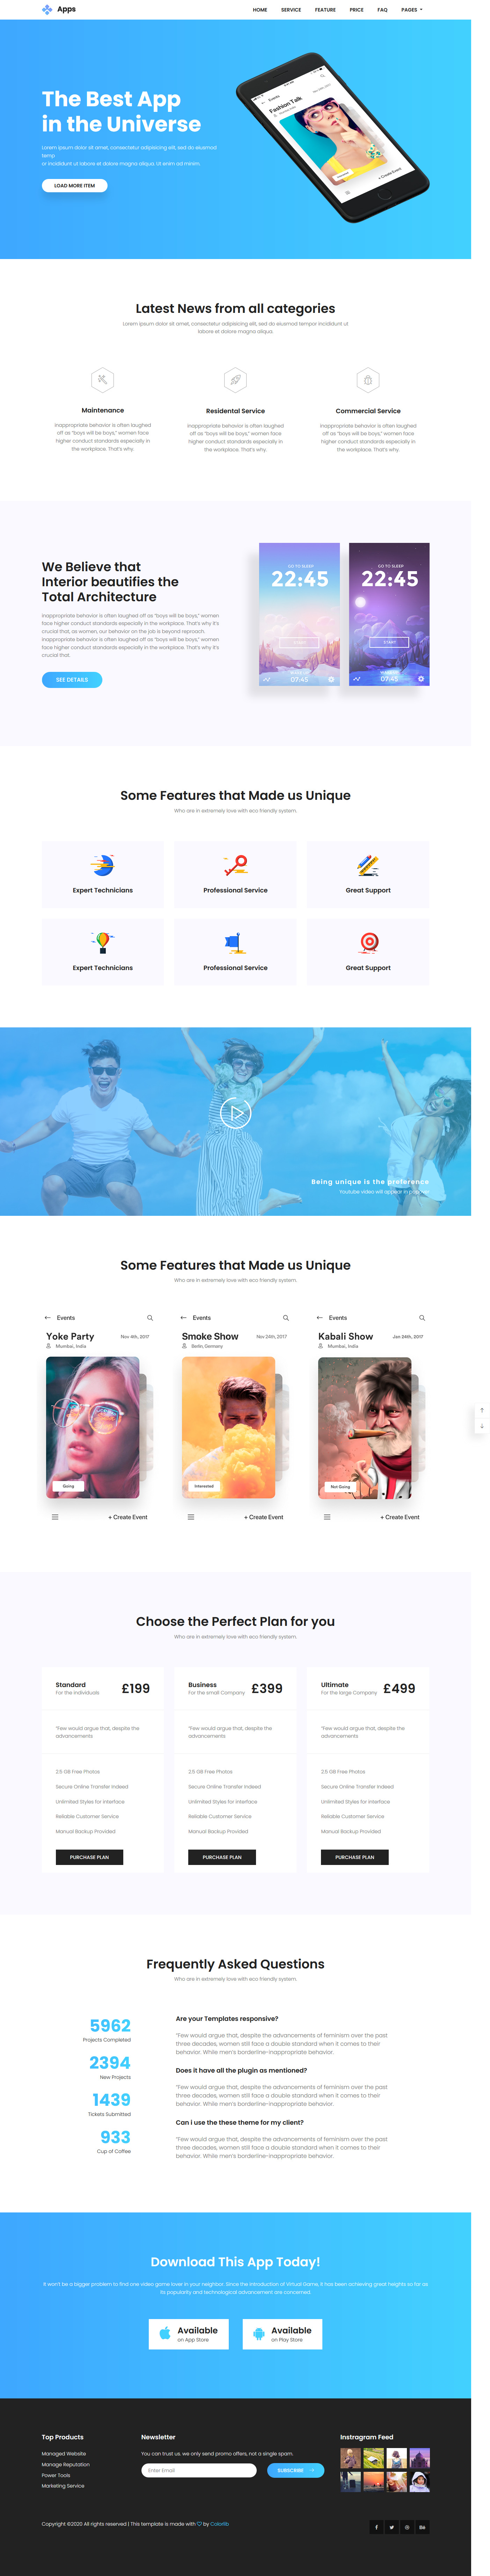 Apps
HOME SERVICE FEATURE PRICE FAQ PAGES
The Best App
in the Universe
Lorem ipsum dolor sit amet, consectetur adipisicing elit, sed do eiusmod
temp
or incididunt ut labore et dolore magna aliqua. Ut enim ad minim.
LOAD MORE ITEM
Events
Fashion Talk
+ Create Event
Latest News from all categories
Lorem ipsum dolor sit amet, consectetur adipisicing elit, sed do eiusmod tempor incididunt ut
labore et dolore magna aliqua.
Maintenance
Inappropriate behavior is often laughed
off as “boys will be boys,” women face
higher conduct standards especially in
the workplace. That’s why.
Residental Service
Inappropriate behavior is often laughed
off as “boys will be boys,” women face
higher conduct standards especially in
the workplace. That’s why.
Commercial Service
Inappropriate behavior is often laughed
off as “boys will be boys,” women face
higher conduct standards especially in
the workplace. That’s why.
We Believe that
Interior beautifies the
Total Architecture
Inappropriate behavior is often laughed off as “boys will be boys,” women
face higher conduct standards especially in the workplace. That’s why it’s
crucial that, as women, our behavior on the job is beyond reproach.
Inappropriate behavior is often laughed off as “boys will be boys,” women
face higher conduct standards especially in the workplace. That’s why it’s
crucial that.
SEE DETAILS
GO TO SLEEP
22:45
START
07:45
GO TO SLEEP
22:45
START
07:45
Some Features that Made us Unique
Who are in extremely love with eco friendly system.
Expert Technicians
Professional Service
Great Support
Expert Technicians
Professional Service
Great Support
Being unique is the preference
Youtube video will appear in popover
Some Features that Made us Unique
Who are in extremely love with eco friendly system.
Events
Yoke Party
Nov 4th, 2017
Mumbai, India
Going
+ Create Event
Events
Smoke Show
Nov 24th, 2017
Berlin, Germany
Interested
+ Create Event
Events
Kabali Show
Jan 24th, 2017
Mumbai, India
Not Going
+ Create Event
Choose the Perfect Plan for you
Who are in extremely love with eco friendly system.
Standard
For the individuals
£199
“Few would argue that, despite the
advancements
2.5 GB Free Photos
Secure Online Transfer Indeed
Unlimited Styles for interface
Reliable Customer Service
Manual Backup Provided
PURCHASE PLAN
Business
For the small Company
£399
“Few would argue that, despite the
advancements
2.5 GB Free Photos
Secure Online Transfer Indeed
Unlimited Styles for interface
Reliable Customer Service
Manual Backup Provided
PURCHASE PLAN
Ultimate
For the large Company
£499
“Few would argue that, despite the
advancements
2.5 GB Free Photos
Secure Online Transfer Indeed
Unlimited Styles for interface
Reliable Customer Service
Manual Backup Provided
PURCHASE PLAN
Frequently Asked Questions
Who are in extremely love with eco friendly system.
5962
Projects Completed
2394
New Projects
1439
Tickets Submitted
933
Cup of Coffee
Are your Templates responsive?
“Few would argue that, despite the advancements of feminism over the past
three decades, women still face a double standard when it comes to their
behavior. While men’s borderline-inappropriate behavior.
Does it have all the plugin as mentioned?
“Few would argue that, despite the advancements of feminism over the past
three decades, women still face a double standard when it comes to their
behavior. While men’s borderline-inappropriate behavior.
Can i use the these theme for my client?
“Few would argue that, despite the advancements of feminism over the past
three decades, women still face a double standard when it comes to their
behavior. While men’s borderline-inappropriate behavior.
Download This App Today!
It won’t be a bigger problem to find one video game lover in your neighbor. Since the introduction of Virtual Game, it has been achieving great heights so far as
its popularity and technological advancement are concerned.
Available
on App Store
Available
on Play Store
Top Products
Managed Website
Manage Reputation
Power Tools
Marketing Service
Newsletter
You can trust us. we only send promo offers, not a single spam.
Enter Email
SUBSCRIBE
Instragram Feed
Copyright ©2020 All rights reserved | This template is made with ♡ by Colorlib